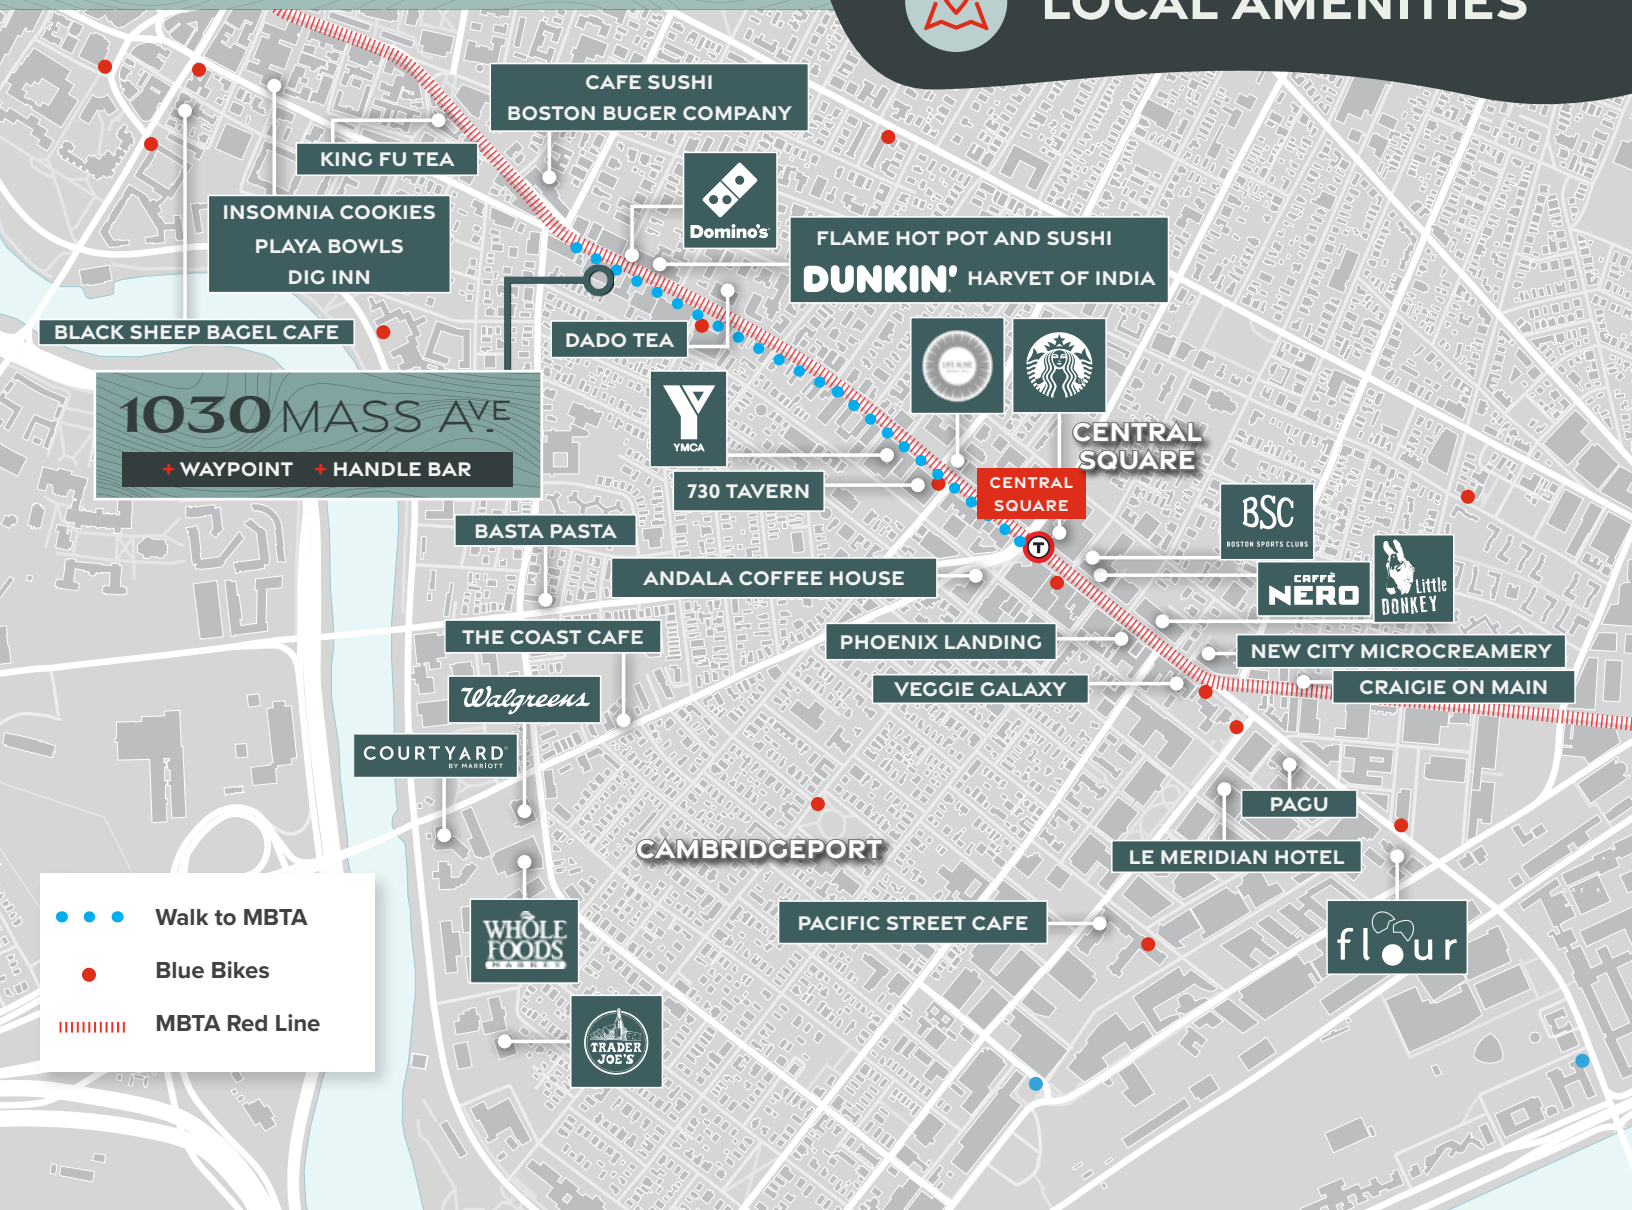 LOCAL AMENITIES
CAFE SUSHI
BOSTON BUGER COMPANY
KING FU TEA
INSOMNIA COOKIES
PLAYA BOWLS
DIG INN
Domino's
FLAME HOT POT AND SUSHI
DUNKIN' HARVET OF INDIA
BLACK SHEEP BAGEL CAFE
DADO TEA
LIFE ALIVE
1030 MASS AVE
+ WAYPOINT + HANDLE BAR
YMCA
CENTRAL
SQUARE
730 TAVERN
CENTRAL
SQUARE
T
BSC
BOSTON SPORTS CLUBS
BASTA PASTA
ANDALA COFFEE HOUSE
CAFFÈ
NERO
Little
DONKEY
THE COAST CAFE
PHOENIX LANDING
NEW CITY MICROCREAMERY
VEGGIE GALAXY
CRAIGIE ON MAIN
Walgreens
COURTYARD®
BY MARRIOTT
PAGU
CAMBRIDGEPORT
LE MERIDIAN HOTEL
PACIFIC STREET CAFE
flour
WHOLE
FOODS
MARKET
TRADER
JOE'S
Walk to MBTA
Blue Bikes
MBTA Red Line